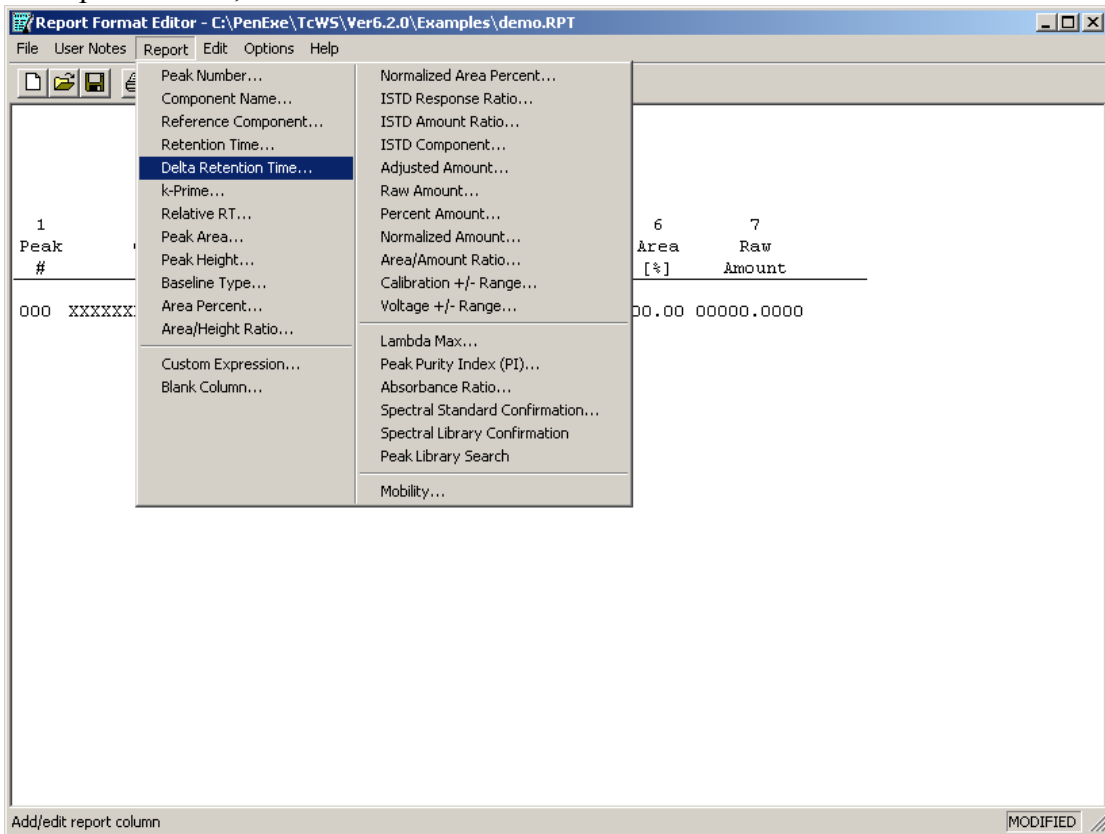 Report Format Editor - C:\PenExe\TcWS\Ver6.2.0\Examples\demo.RPT
File User Notes Report Edit Options Help
Peak Number...
Component Name...
Reference Component...
Retention Time...
Delta Retention Time...
k-Prime...
Relative RT...
Peak Area...
Peak Height...
Baseline Type...
Area Percent...
Area/Height Ratio...
Custom Expression...
Blank Column...
Normalized Area Percent...
ISTD Response Ratio...
ISTD Amount Ratio...
ISTD Component...
Adjusted Amount...
Raw Amount...
Percent Amount...
Normalized Amount...
Area/Amount Ratio...
Calibration +/- Range...
Voltage +/- Range...
Lambda Max...
Peak Purity Index (PI)...
Absorbance Ratio...
Spectral Standard Confirmation...
Spectral Library Confirmation
Peak Library Search
Mobility...
1 6 7
Peak Area Raw
# [%] Amount
000 XXXXXXX 00.00 00000.0000
Add/edit report column MODIFIED